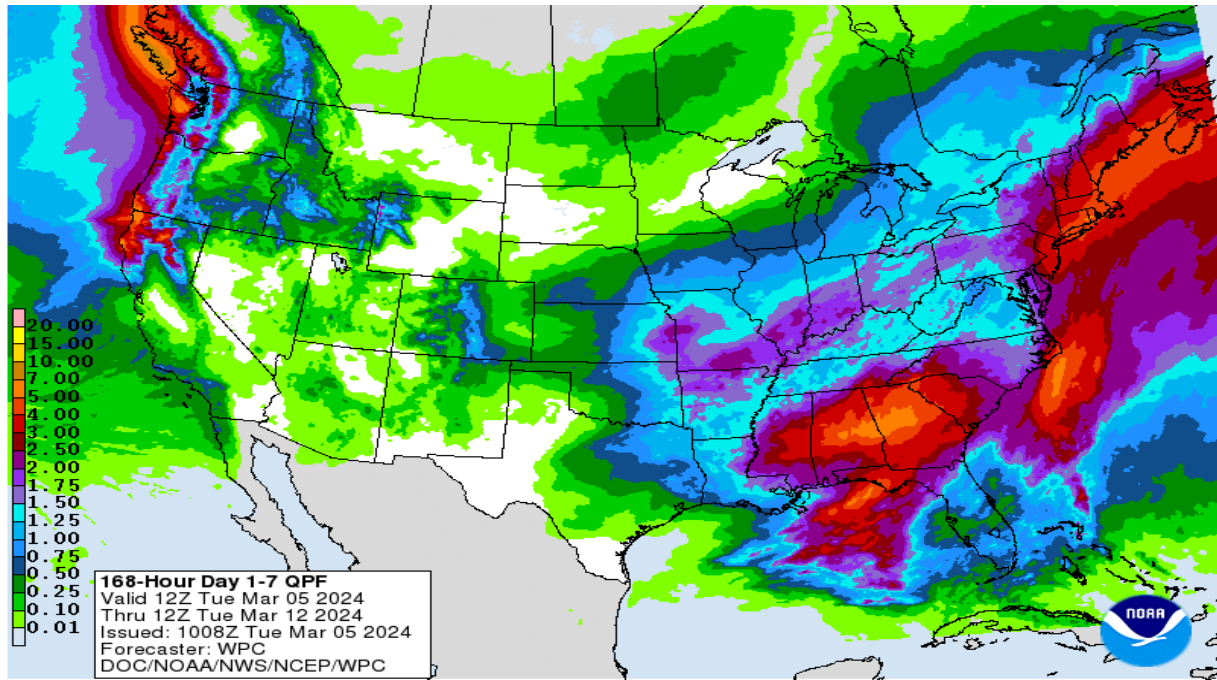 20.00
15.00
10.00
7.00
5.00
4.00
3.00
2.50
2.00
1.75
1.50
1.25
1.00
0.75
0.50
0.25
0.10
0.01
168-Hour Day 1-7 QPF
Valid 12Z Tue Mar 05 2024
Thru 12Z Tue Mar 12 2024
Issued: 1008Z Tue Mar 05 2024
Forecaster: WPC
DOC/NOAA/NWS/NCEP/WPC
NOAA